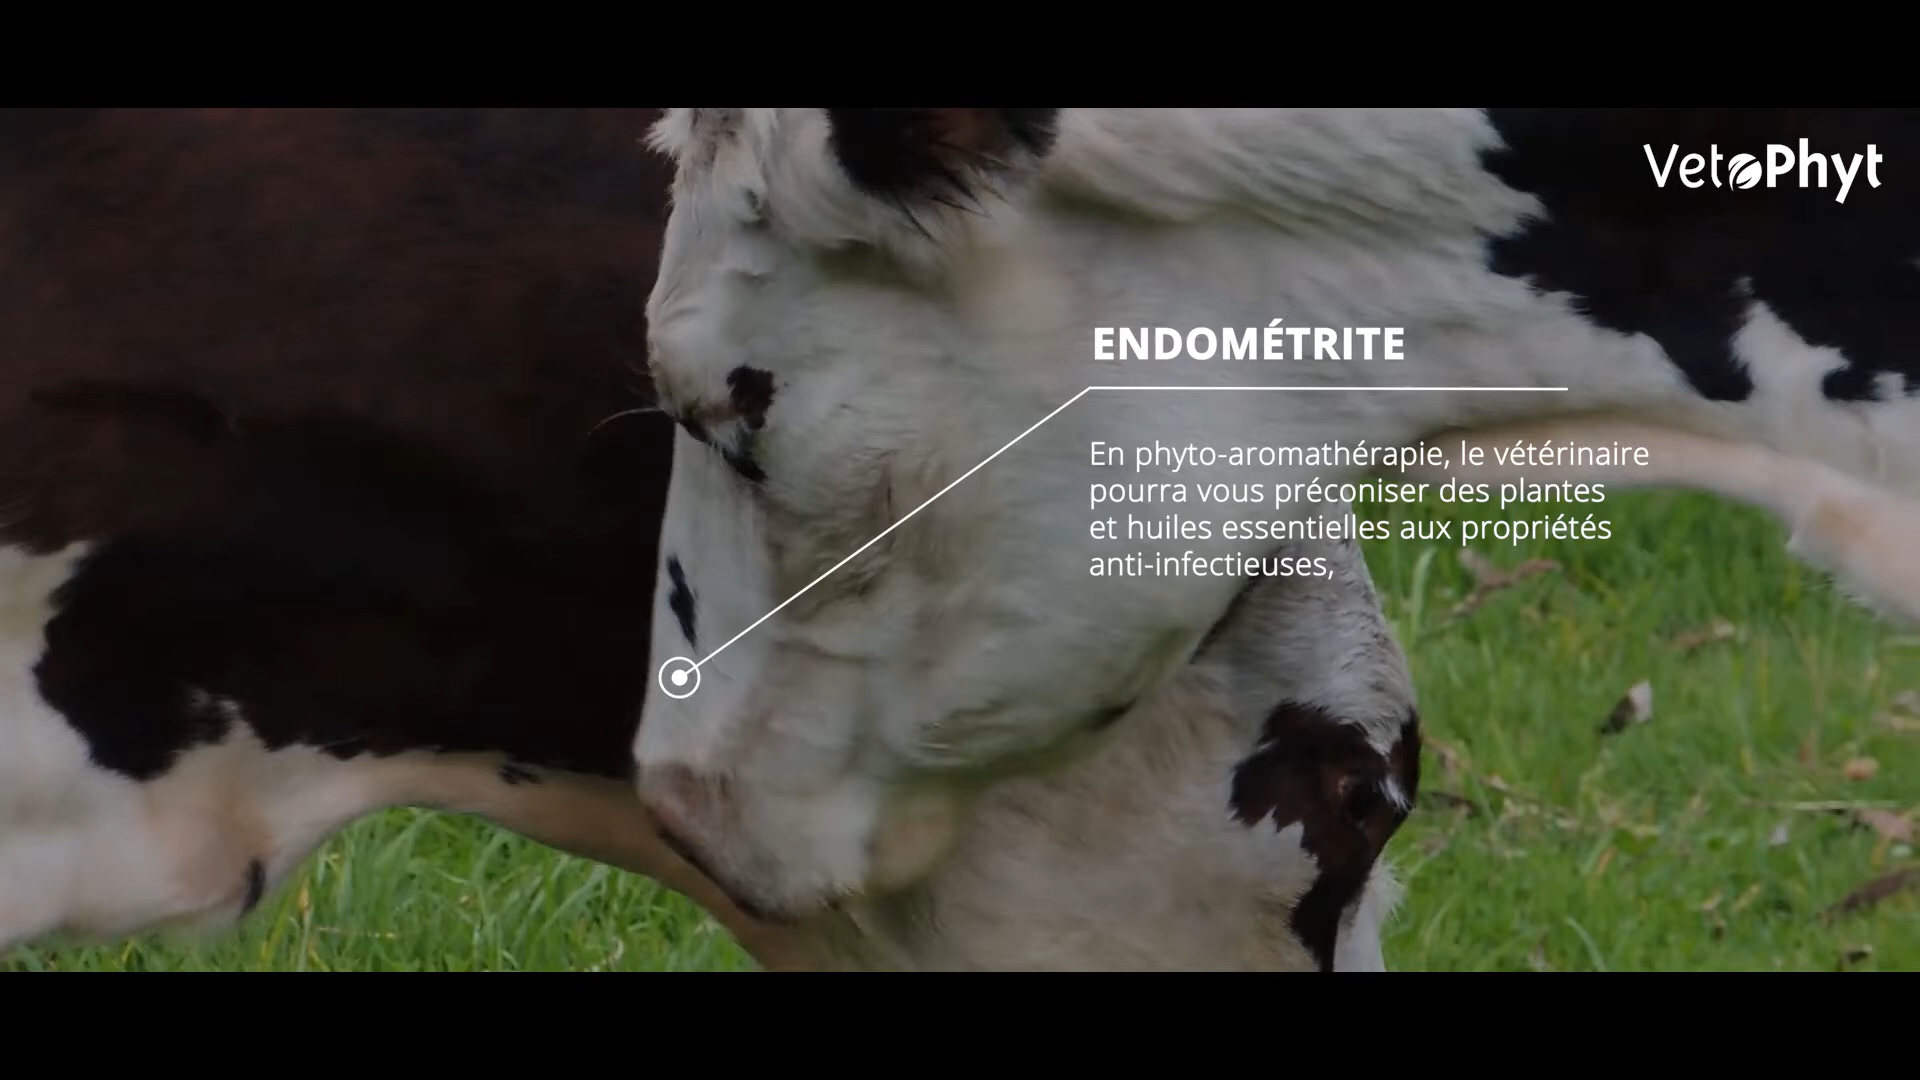 VetoPhyt
ENDOMÉTRITE
En phyto-aromathérapie, le vétérinaire
pourra vous préconiser des plantes
et huiles essentielles aux propriétés
anti-infectieuses,